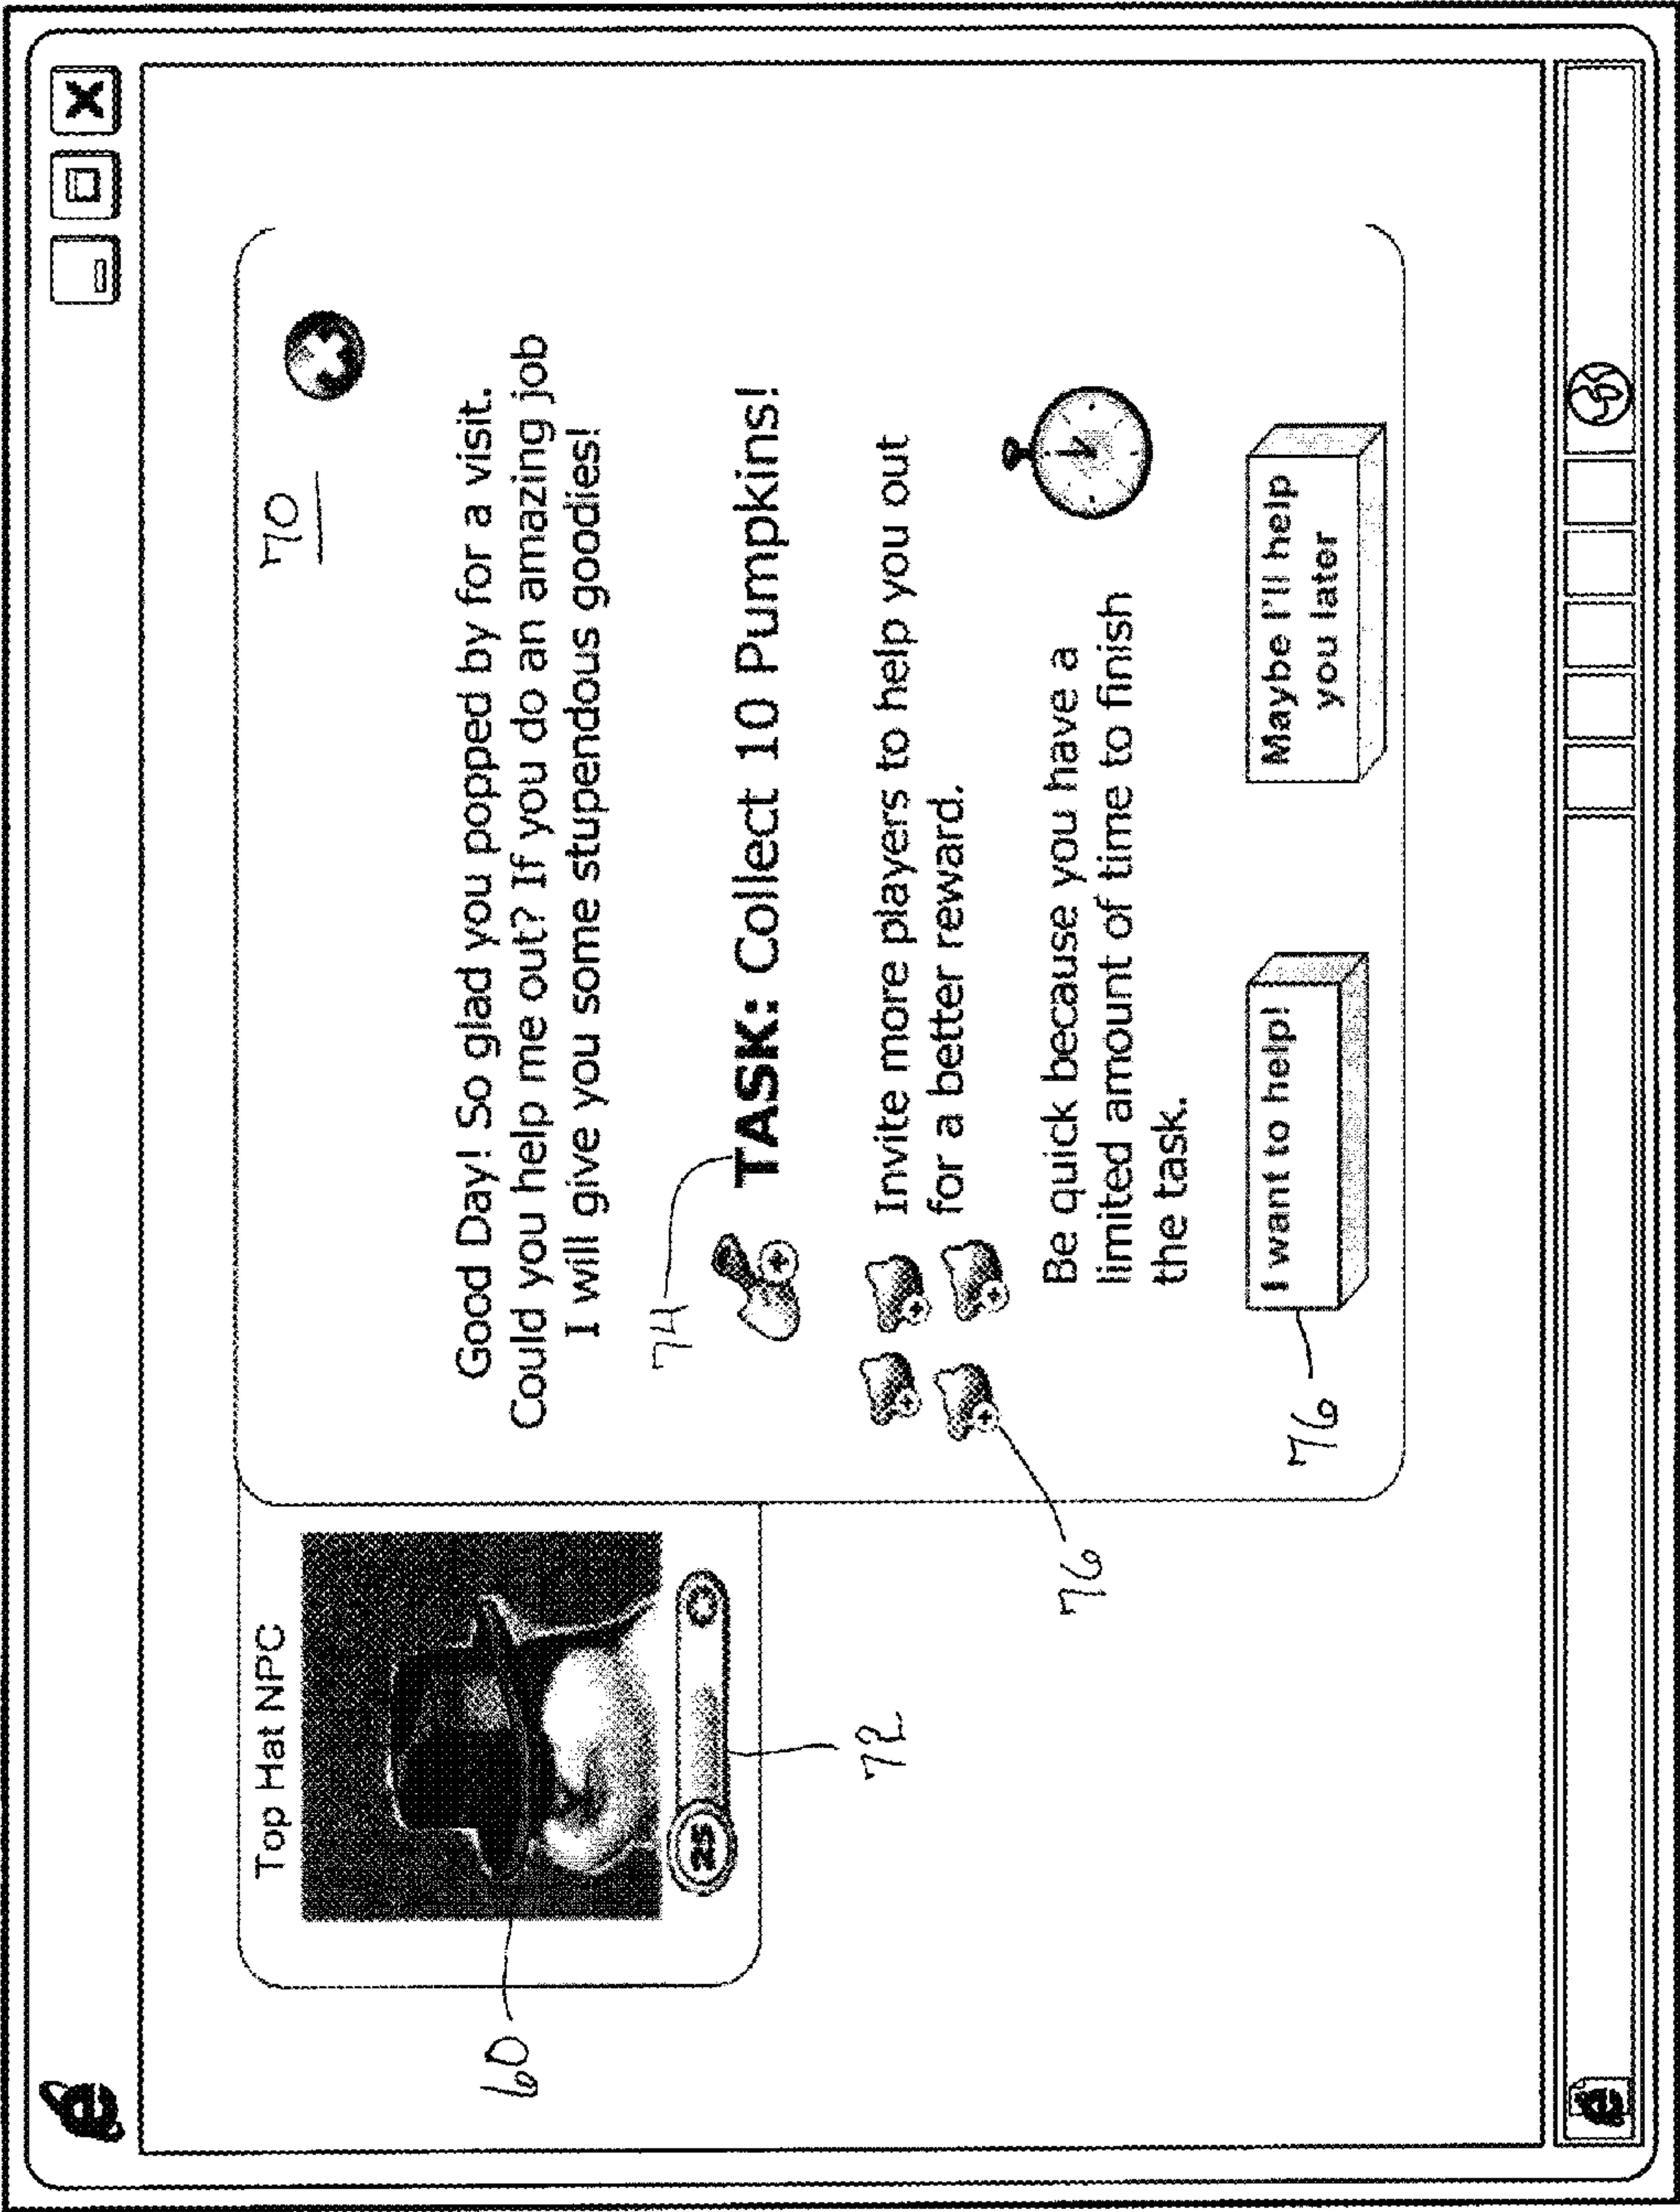 70
Top Hat NPC
60
25
72
Good Day! So glad you popped by for a visit.
Could you help me out? If you do an amazing job
I will give you some stupendous goodies!
74
TASK: Collect 10 Pumpkins!
Invite more players to help you out
for a better reward.
76
Be quick because you have a
limited amount of time to finish
the task.
I want to help!
76
Maybe I'll help
you later